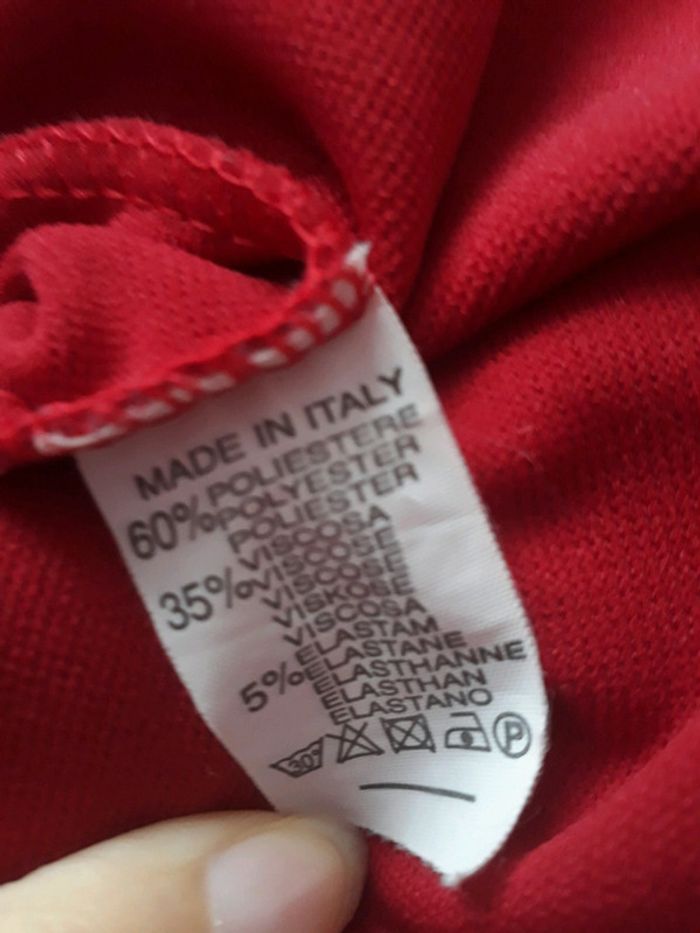 MADE IN ITALY
60% POLIESTERE
POLYESTER
POLIESTER
VISCOSA
35% VISCOSE
VISCOSE
VISKOSE
VISCOSA
ELASTAM
ELASTANE
5% ELASTHANNE
ELASTHAN
ELASTANO
30° P